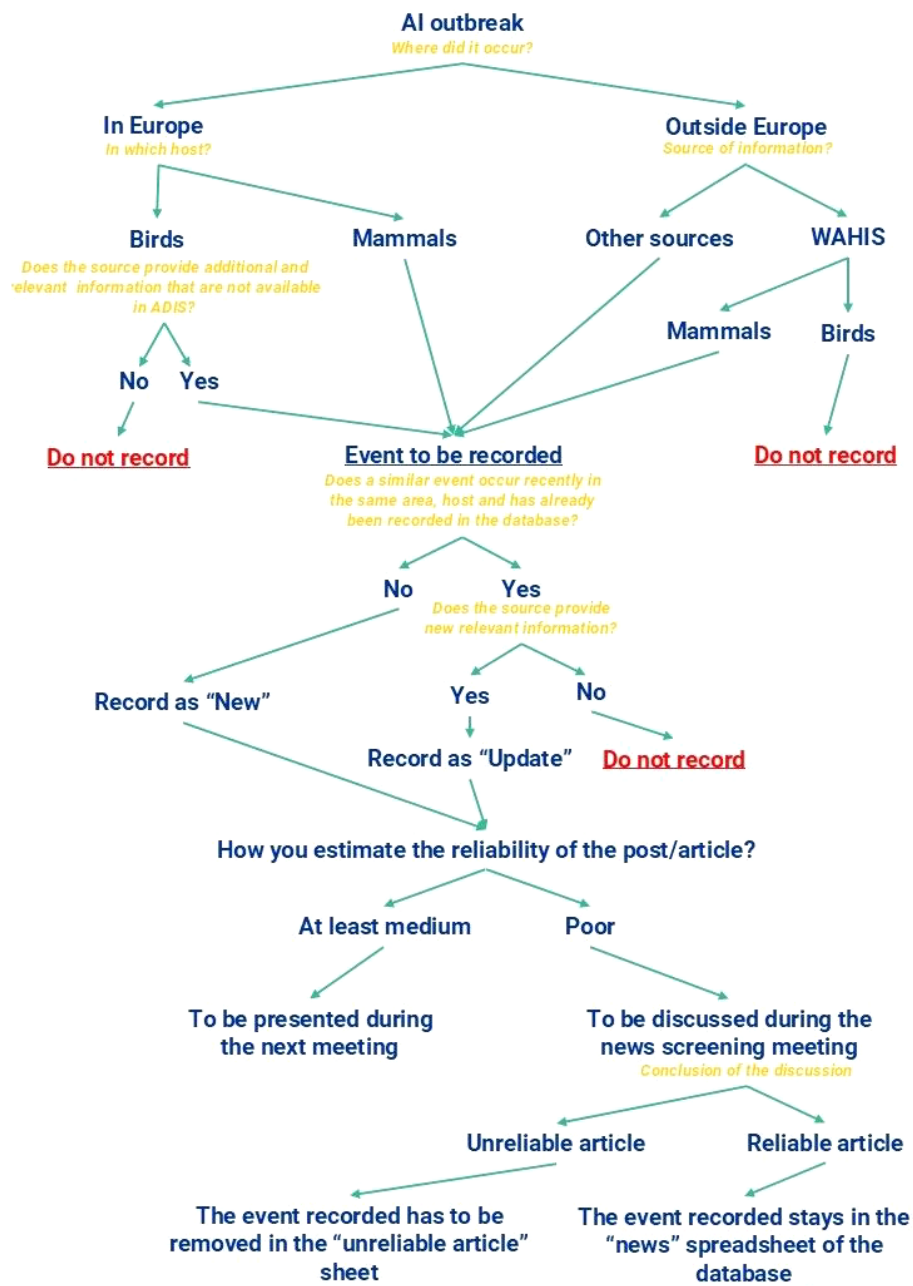 AI outbreak
Where did it occur?
In Europe
In which host?
Outside Europe
Source of information?
Birds
Mammals
Other sources
WAHIS
Does the source provide additional and
elevant information that are not available
in ADIS?
Mammals
Birds
No
Yes
Do not record
Event to be recorded
Do not record
Does a similar event occur recently in
the same area, host and has already
been recorded in the database?
No
Yes
Does the source provide
new relevant information?
Record as “New”
Yes
No
Record as “Update”
Do not record
How you estimate the reliability of the post/article?
At least medium
Poor
To be presented during
the next meeting
To be discussed during the
news screening meeting
Conclusion of the discussion
Unreliable article
Reliable article
The event recorded has to be
removed in the “unreliable article”
sheet
The event recorded stays in the
“news” spreadsheet of the
database